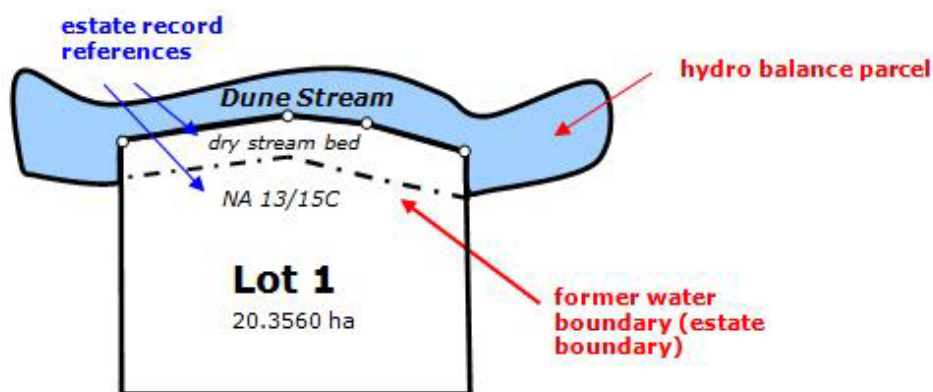 estate record
references
hydro balance parcel
Dune Stream
dry stream bed
NA 13/15C
Lot 1
20.3560 ha
former water
boundary (estate
boundary)